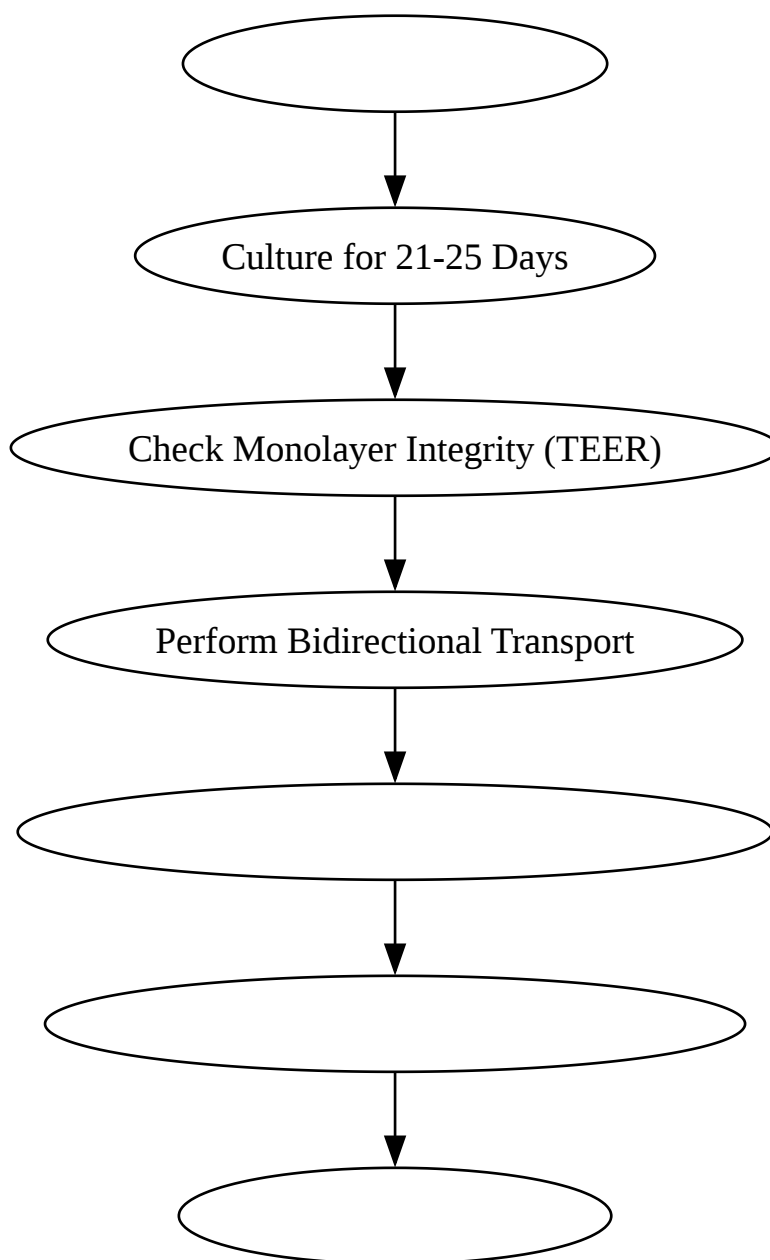 Culture for 21-25 Days
Check Monolayer Integrity (TEER)
Perform Bidirectional Transport